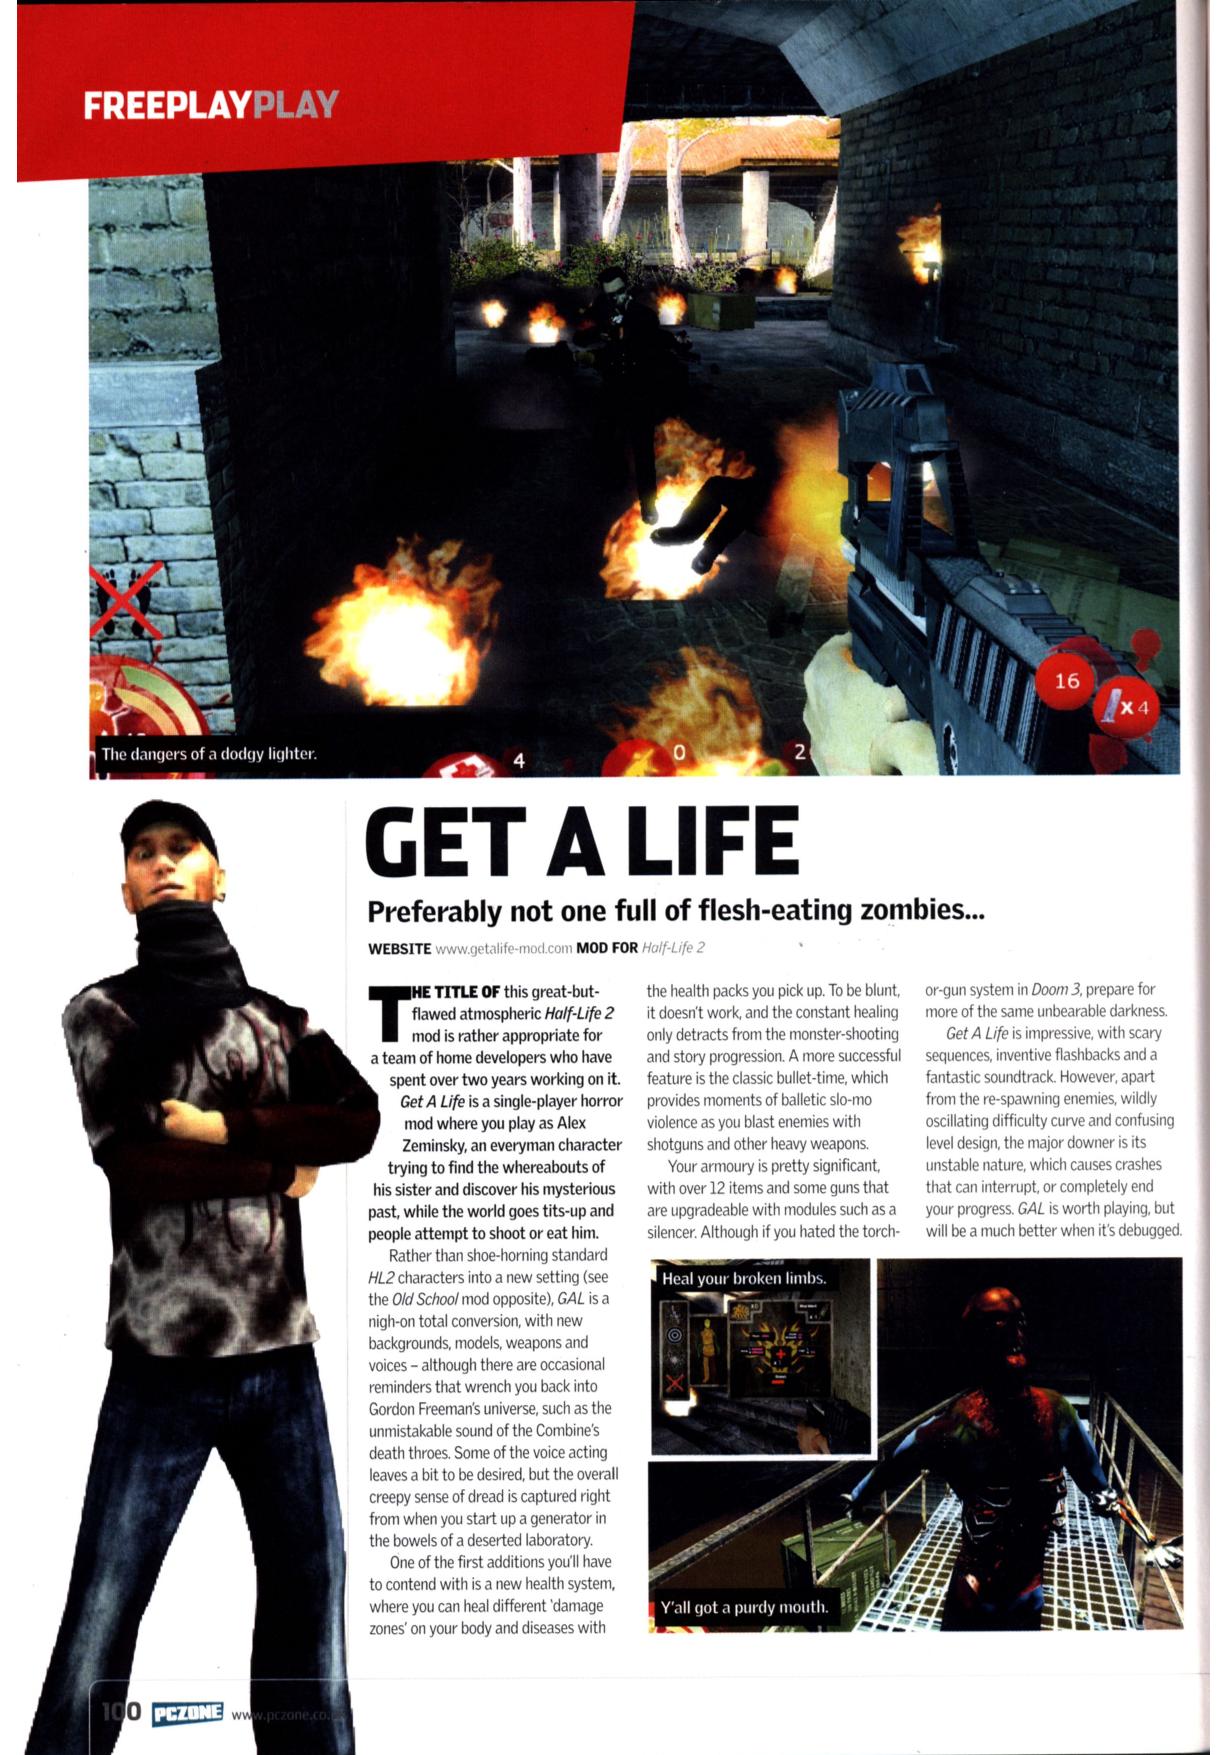 FREEPLAYPLAY
16
x 4
The dangers of a dodgy lighter.
4
0
2
GET A LIFE
Preferably not one full of flesh-eating zombies...
WEBSITE www.getalife-mod.com MOD FOR Half-Life 2
THE TITLE OF this great-but-
flawed atmospheric Half-Life 2
mod is rather appropriate for
a team of home developers who have
spent over two years working on it.
Get A Life is a single-player horror
mod where you play as Alex
Zeminsky, an everyman character
trying to find the whereabouts of
his sister and discover his mysterious
past, while the world goes tits-up and
people attempt to shoot or eat him.
Rather than shoe-horning standard
HL2 characters into a new setting (see
the Old School mod opposite), GAL is a
nigh-on total conversion, with new
backgrounds, models, weapons and
voices – although there are occasional
reminders that wrench you back into
Gordon Freeman's universe, such as the
unmistakable sound of the Combine's
death throes. Some of the voice acting
leaves a bit to be desired, but the overall
creepy sense of dread is captured right
from when you start up a generator in
the bowels of a deserted laboratory.
One of the first additions you'll have
to contend with is a new health system,
where you can heal different 'damage
zones' on your body and diseases with
the health packs you pick up. To be blunt,
it doesn't work, and the constant healing
only detracts from the monster-shooting
and story progression. A more successful
feature is the classic bullet-time, which
provides moments of balletic slo-mo
violence as you blast enemies with
shotguns and other heavy weapons.
Your armoury is pretty significant,
with over 12 items and some guns that
are upgradeable with modules such as a
silencer. Although if you hated the torch-
or-gun system in Doom 3, prepare for
more of the same unbearable darkness.
Get A Life is impressive, with scary
sequences, inventive flashbacks and a
fantastic soundtrack. However, apart
from the re-spawning enemies, wildly
oscillating difficulty curve and confusing
level design, the major downer is its
unstable nature, which causes crashes
that can interrupt, or completely end
your progress. GAL is worth playing, but
will be a much better when it's debugged.
Heal your broken limbs.
Y'all got a purdy mouth.
100 PCZONE www.pczone.co.